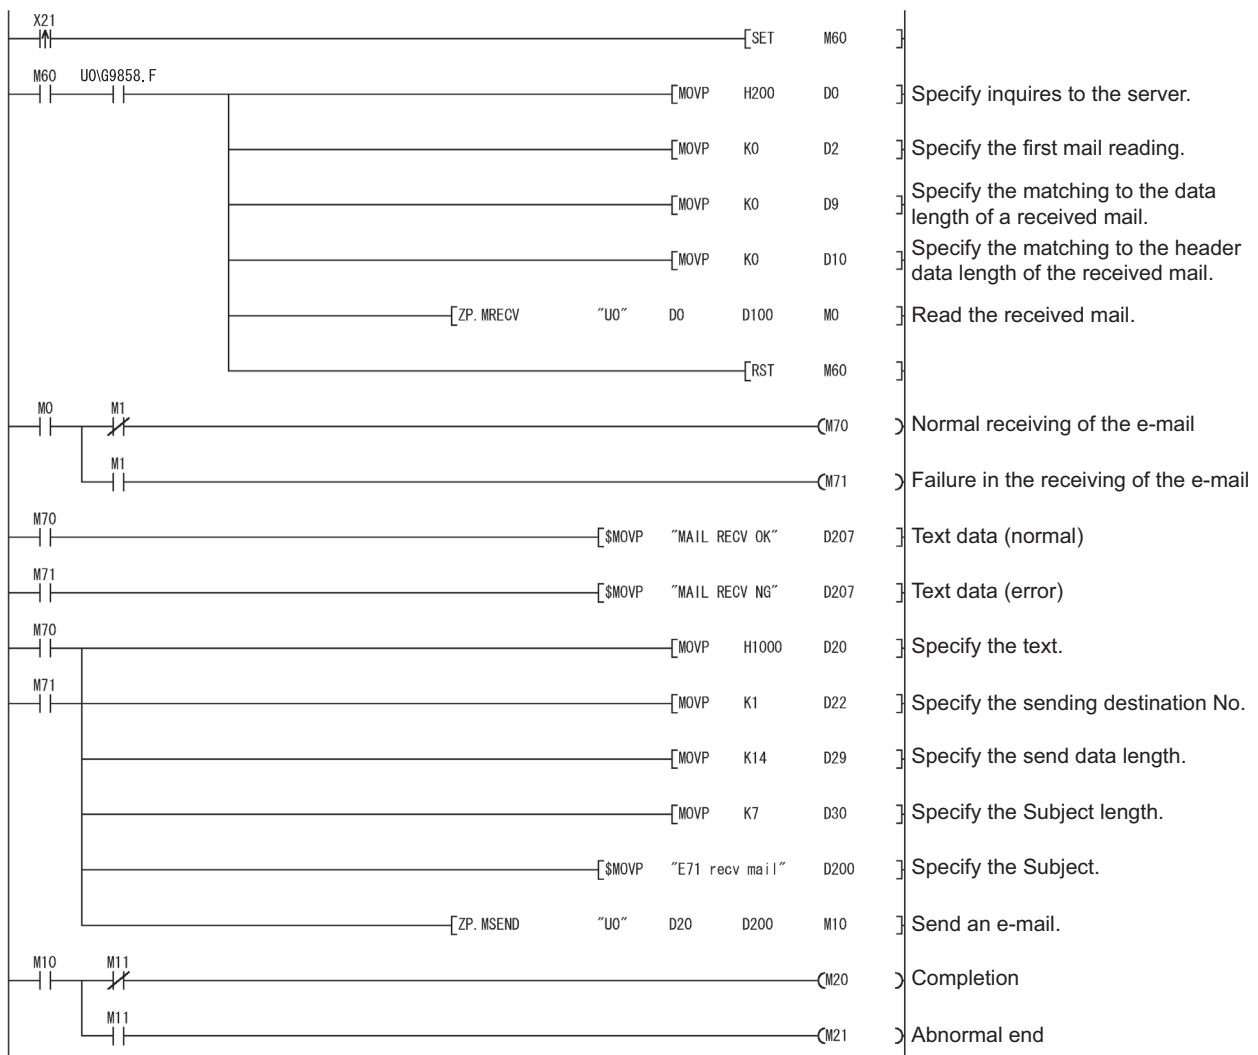 X21
[SET M60 ]
M60 U0\G9858.F
[MOVP H200 D0 ] Specify inquires to the server.
[MOVP K0 D2 ] Specify the first mail reading.
[MOVP K0 D9 ] Specify the matching to the data
length of a received mail.
[MOVP K0 D10 ] Specify the matching to the header
data length of the received mail.
[ZP.MRECV "U0" D0 D100 M0 ] Read the received mail.
[RST M60 ]
M0 M1
(M70 ) Normal receiving of the e-mail
M1
(M71 ) Failure in the receiving of the e-mail
M70
[$MOVP "MAIL RECV OK" D207 ] Text data (normal)
M71
[$MOVP "MAIL RECV NG" D207 ] Text data (error)
M70
[MOVP H1000 D20 ] Specify the text.
M71
[MOVP K1 D22 ] Specify the sending destination No.
[MOVP K14 D29 ] Specify the send data length.
[MOVP K7 D30 ] Specify the Subject length.
[$MOVP "E71 recv mail" D200 ] Specify the Subject.
[ZP.MSEND "U0" D20 D200 M10 ] Send an e-mail.
M10 M11
(M20 ) Completion
M11
(M21 ) Abnormal end